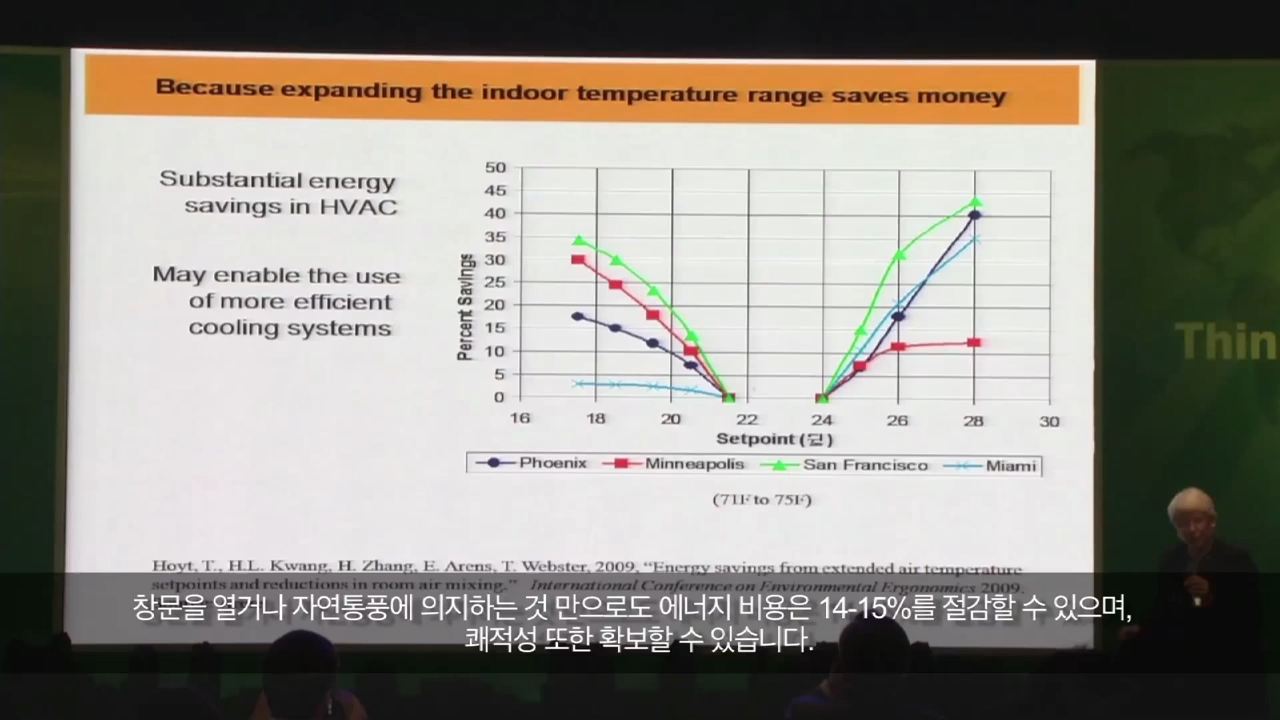 Because expanding the indoor temperature range saves money
Substantial energy
savings in HVAC
May enable the use
of more efficient
cooling systems
Percent Savings
50
45
40
35
30
25
20
15
10
5
0
16 18 20 22 24 26 28 30
Setpoint (딮)
Phoenix Minneapolis San Francisco Miami
(71F to 75F)
Hoyt, T., H.L. Kwang, H. Zhang, E. Arens, T. Webster, 2009, "Energy savings from extended air temperature
setpoints and reductions in room air mixing." International Conference on Environmental Ergonomics 2009.
창문을 열거나 자연통풍에 의지하는 것 만으로도 에너지 비용은 14-15%를 절감할 수 있으며,
쾌적성 또한 확보할 수 있습니다.
Thin